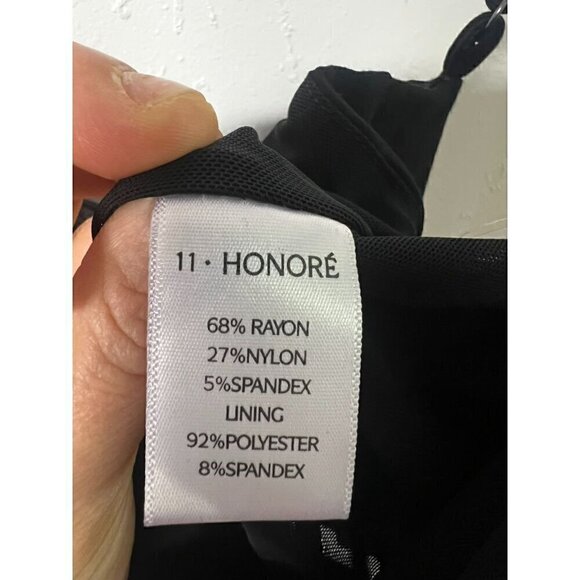 11 · HONORÉ
68% RAYON
27%NYLON
5%SPANDEX
LINING
92%POLYESTER
8%SPANDEX